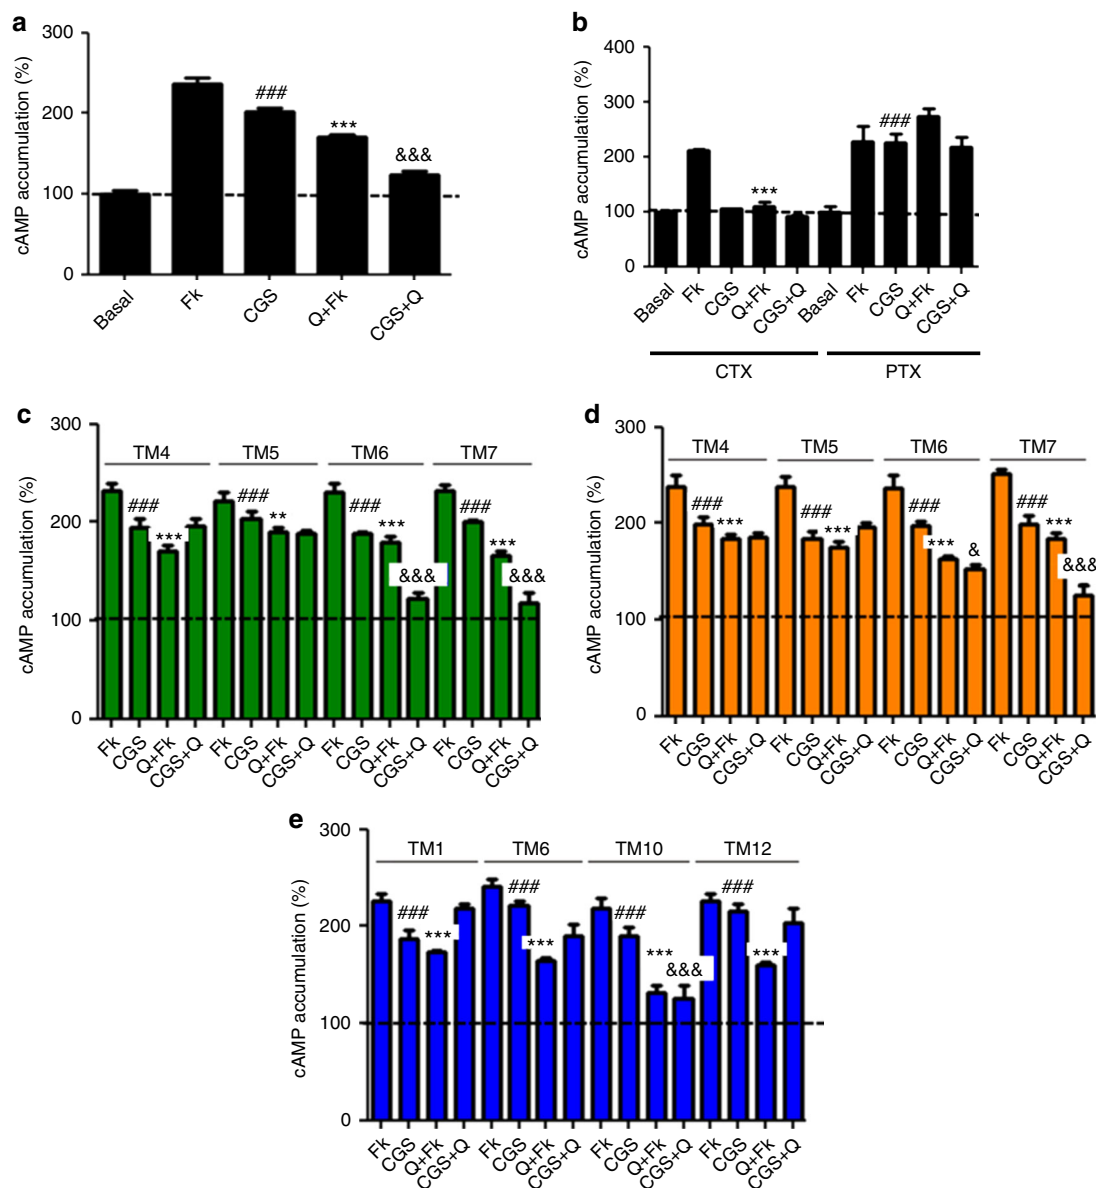 a
300
200
100
0
cAMP accumulation (%)
###
***
&&&
Basal
Fk
CGS
Q+Fk
CGS+Q
b
400
300
200
100
0
cAMP accumulation (%)
***
###
Basal
Fk
CGS
Q+Fk
CGS+Q
Basal
Fk
CGS
Q+Fk
CGS+Q
CTX
PTX
c
300
200
100
0
cAMP accumulation (%)
TM4
TM5
TM6
TM7
###
***
###
**
###
***
&&&
###
***
&&&
Fk
CGS
Q+Fk
CGS+Q
Fk
CGS
Q+Fk
CGS+Q
Fk
CGS
Q+Fk
CGS+Q
Fk
CGS
Q+Fk
CGS+Q
d
300
200
100
0
cAMP accumulation (%)
TM4
TM5
TM6
TM7
###
***
###
***
###
***
&
###
***
&&&
Fk
CGS
Q+Fk
CGS+Q
Fk
CGS
Q+Fk
CGS+Q
Fk
CGS
Q+Fk
CGS+Q
Fk
CGS
Q+Fk
CGS+Q
e
300
200
100
0
cAMP accumulation (%)
TM1
TM6
TM10
TM12
###
***
###
***
###
***
&&&
###
***
Fk
CGS
Q+Fk
CGS+Q
Fk
CGS
Q+Fk
CGS+Q
Fk
CGS
Q+Fk
CGS+Q
Fk
CGS
Q+Fk
CGS+Q